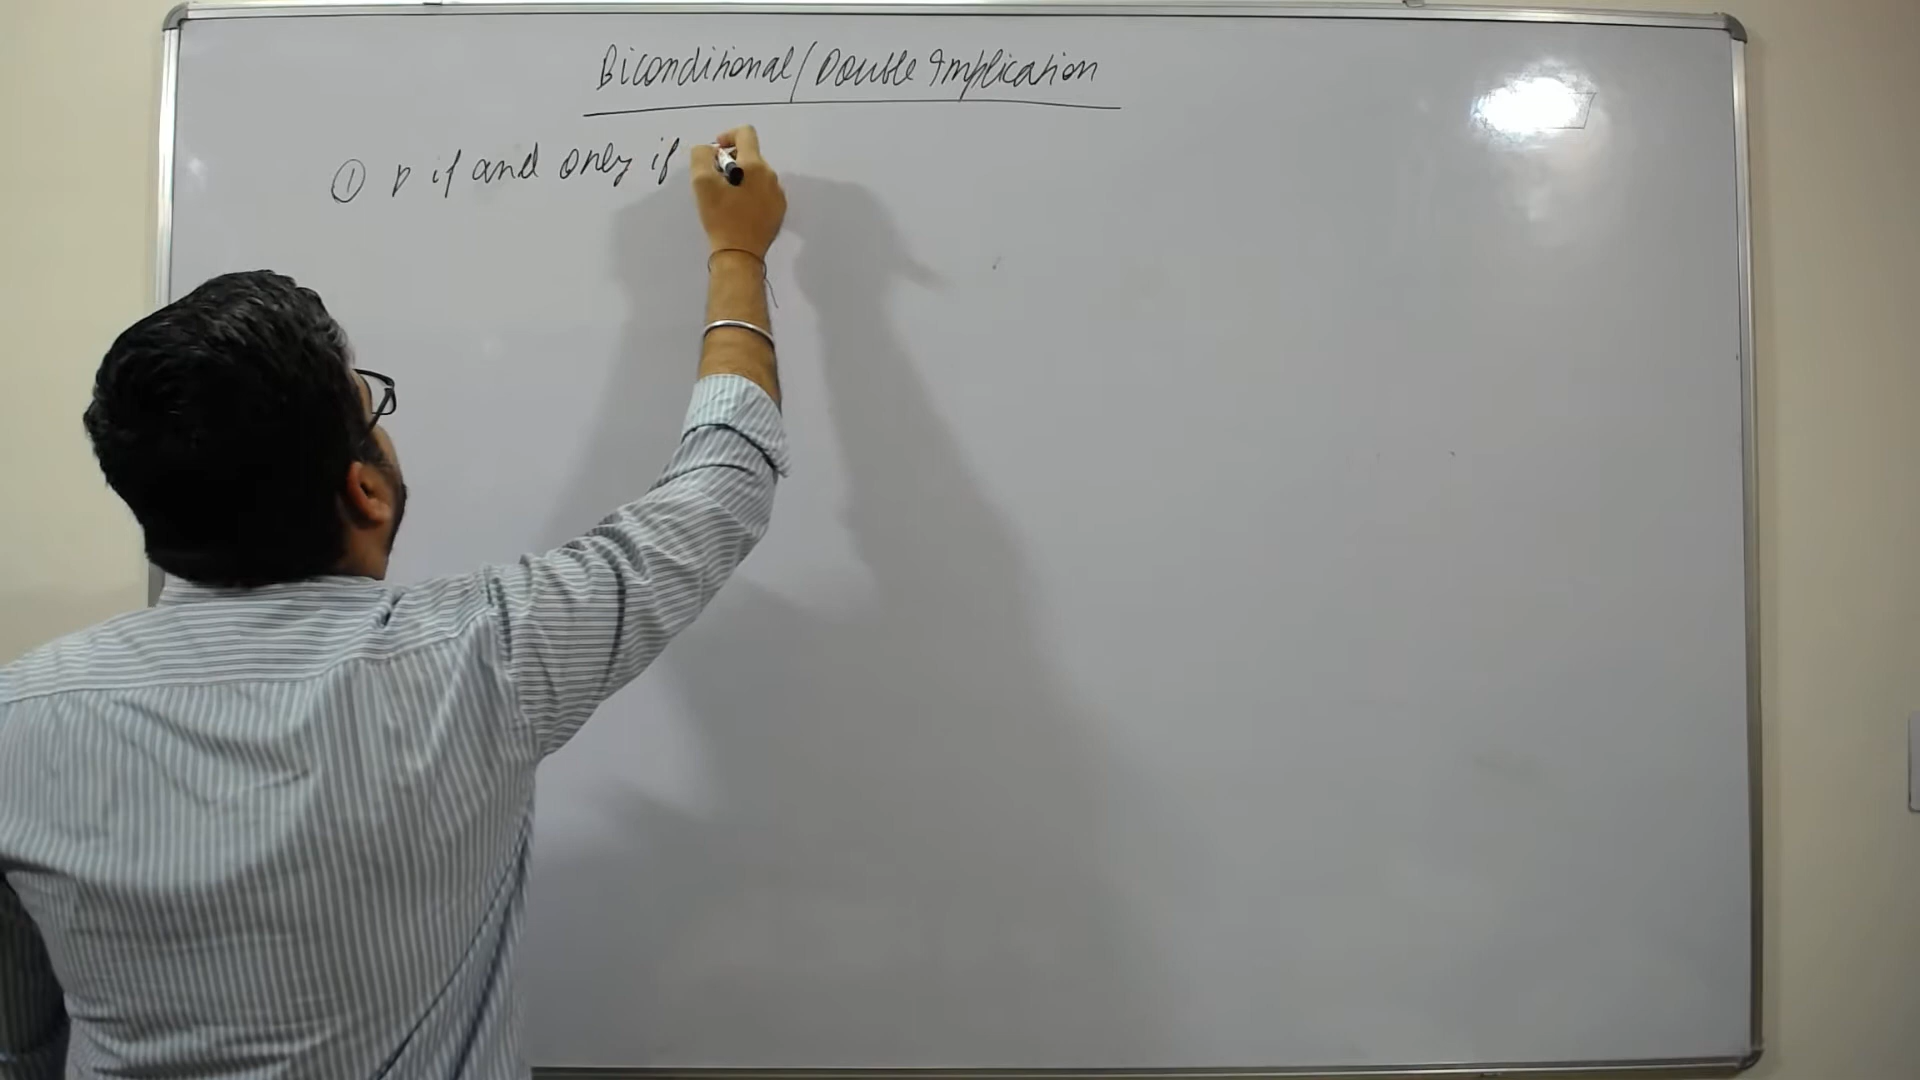 Biconditional/Double Implication
① p if and only if